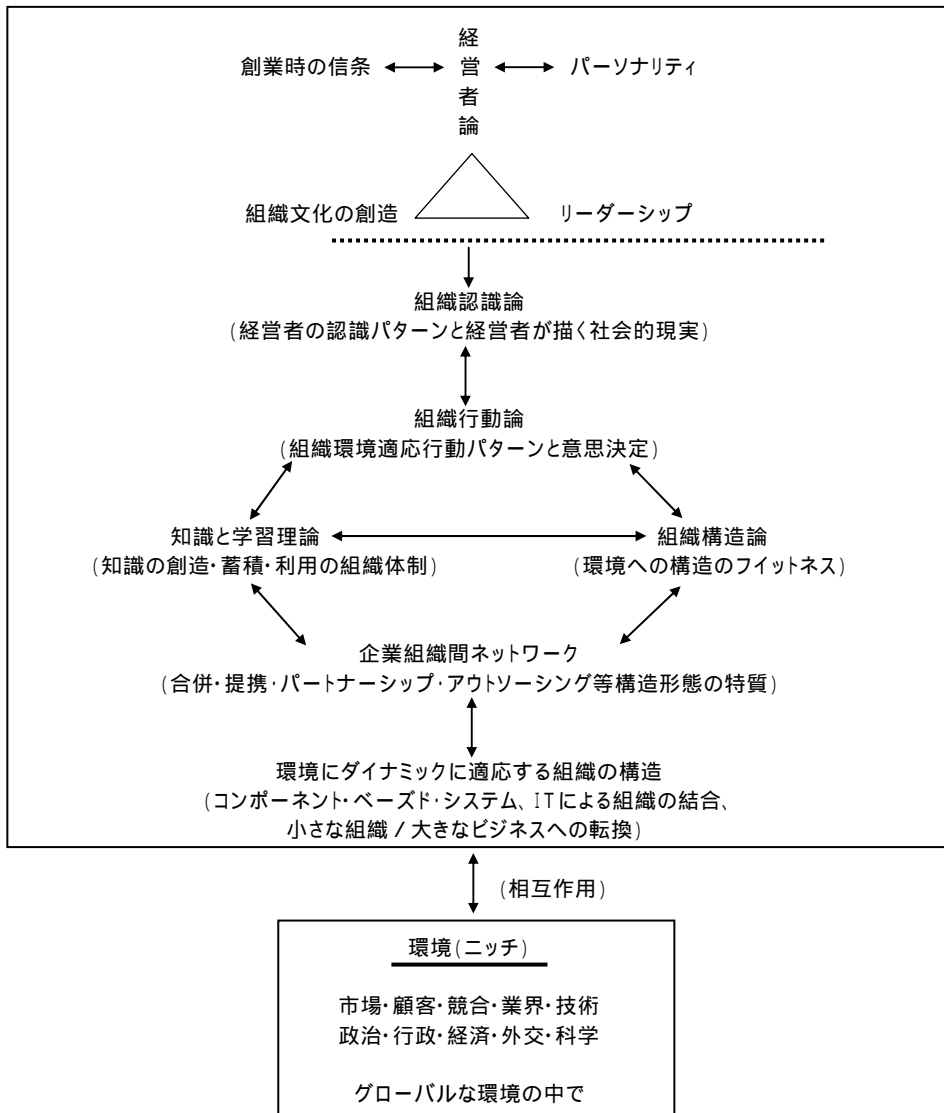 経営者論
創業時の信条
パーソナリティ
組織文化の創造
リーダーシップ
組織認識論
(経営者の認識パターンと経営者が描く社会的現実)
組織行動論
(組織環境適応行動パターンと意思決定)
知識と学習理論
(知識の創造・蓄積・利用の組織体制)
組織構造論
(環境への構造のフイットネス)
企業組織間ネットワーク
(合併・提携・パートナーシップ・アウトソーシング等構造形態の特質)
環境にダイナミックに適応する組織の構造
(コンポーネント・ベーズド・システム、ITによる組織の結合、
小さな組織 / 大きなビジネスへの転換)
(相互作用)
環境(ニッチ)
市場・顧客・競合・業界・技術
政治・行政・経済・外交・科学
グローバルな環境の中で